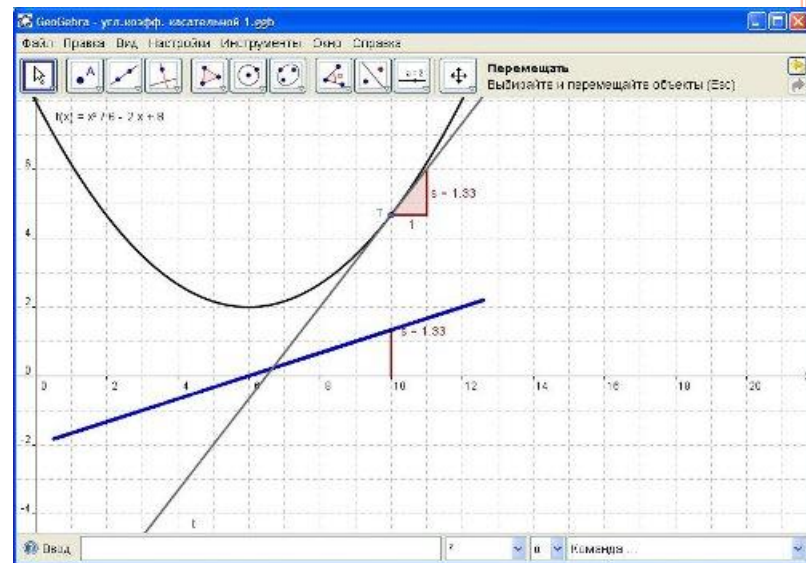 GeoGebra - угл.коэфф. касательной 1.ggb
Файл Правка Вид Настройки Инструменты Окно Справка
A
a = 2
Перемещать
Выбирайте и перемещайте объекты (Esc)
f(x) = x² / 6 - 2 x + 8
6
s = 1.33
T
1
4
2
s = 1.33
0
0 2 4 6 8 10 12 14 16 18 20
-2
-4
t
Ввод
²
α
Команда ...